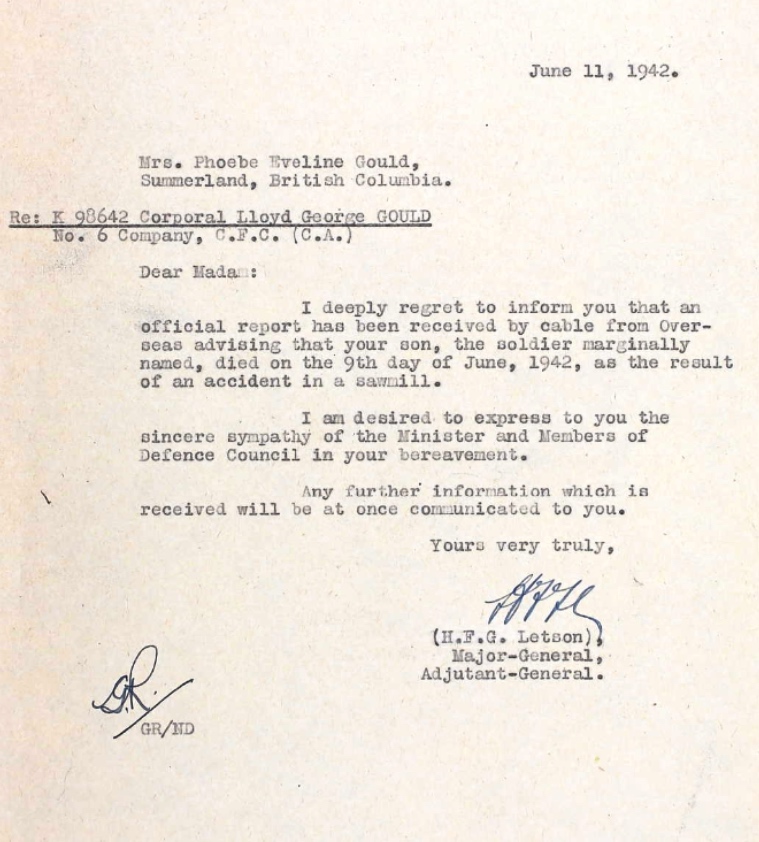 June 11, 1942.
Mrs. Phoebe Eveline Gould,
Summerland, British Columbia.
Re: K 98642 Corporal Lloyd George GOULD
No. 6 Company, C.F.C. (C.A.)
Dear Madam:
I deeply regret to inform you that an
official report has been received by cable from Over-
seas advising that your son, the soldier marginally
named, died on the 9th day of June, 1942, as the result
of an accident in a sawmill.
I am desired to express to you the
sincere sympathy of the Minister and Members of
Defence Council in your bereavement.
Any further information which is
received will be at once communicated to you.
Yours very truly,
(H.F.G. Letson),
Major-General,
Adjutant-General.
G.R.
GR/ND